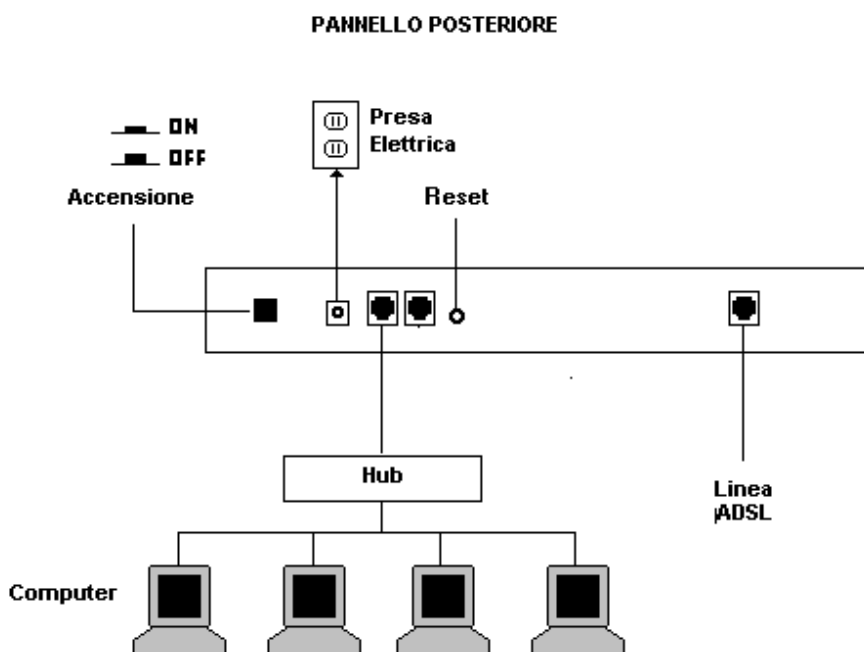 PANNELLO POSTERIORE
ON
OFF
Accensione
Presa
Elettrica
Reset
Hub
Linea
ADSL
Computer